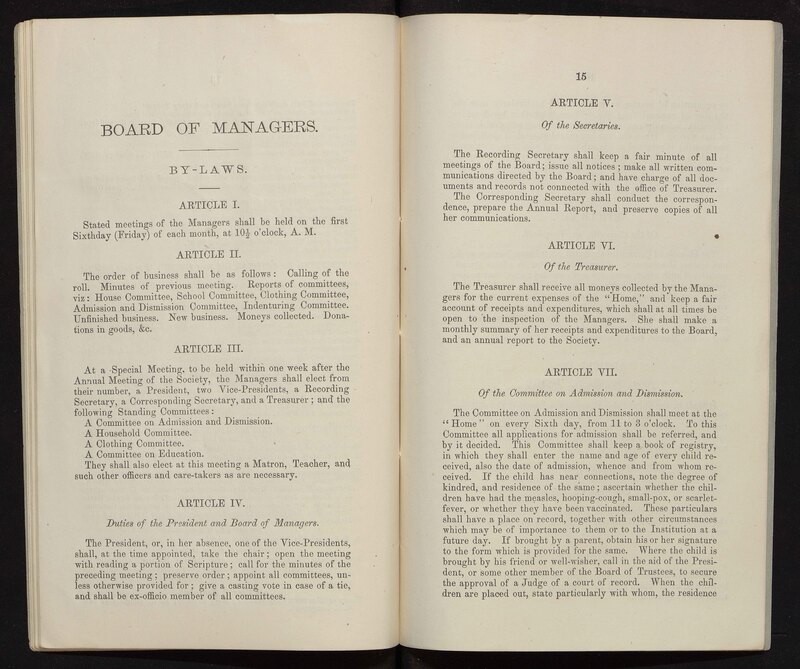 BOARD OF MANAGERS.
BY-LAWS.
ARTICLE I.
Stated meetings of the Managers shall be held on the first
Sixthday (Friday) of each month, at 10½ o'clock, A. M.
ARTICLE II.
The order of business shall be as follows: Calling of the
roll. Minutes of previous meeting. Reports of committees,
viz: House Committee, School Committee, Clothing Committee,
Admission and Dismission Committee, Indenturing Committee.
Unfinished business. New business. Moneys collected. Dona-
tions in goods, &c.
ARTICLE III.
At a Special Meeting, to be held within one week after the
Annual Meeting of the Society, the Managers shall elect from
their number, a President, two Vice-Presidents, a Recording
Secretary, a Corresponding Secretary, and a Treasurer; and the
following Standing Committees:
A Committee on Admission and Dismission.
A Household Committee.
A Clothing Committee.
A Committee on Education.
They shall also elect at this meeting a Matron, Teacher, and
such other officers and care-takers as are necessary.
ARTICLE IV.
Duties of the President and Board of Managers.
The President, or, in her absence, one of the Vice-Presidents,
shall, at the time appointed, take the chair; open the meeting
with reading a portion of Scripture; call for the minutes of the
preceding meeting; preserve order; appoint all committees, un-
less otherwise provided for; give a casting vote in case of a tie,
and shall be ex-officio member of all committees.
15
ARTICLE V.
Of the Secretaries.
The Recording Secretary shall keep a fair minute of all
meetings of the Board; issue all notices; make all written com-
munications directed by the Board; and have charge of all doc-
uments and records not connected with the office of Treasurer.
The Corresponding Secretary shall conduct the correspon-
dence, prepare the Annual Report, and preserve copies of all
her communications.
ARTICLE VI.
Of the Treasurer.
The Treasurer shall receive all moneys collected by the Mana-
gers for the current expenses of the "Home," and keep a fair
account of receipts and expenditures, which shall at all times be
open to the inspection of the Managers. She shall make a
monthly summary of her receipts and expenditures to the Board,
and an annual report to the Society.
ARTICLE VII.
Of the Committee on Admission and Dismission.
The Committee on Admission and Dismission shall meet at the
"Home" on every Sixth day, from 11 to 3 o'clock. To this
Committee all applications for admission shall be referred, and
by it decided. This Committee shall keep a book of registry,
in which they shall enter the name and age of every child re-
ceived, also the date of admission, whence and from whom re-
ceived. If the child has near connections, note the degree of
kindred, and residence of the same; ascertain whether the chil-
dren have had the measles, hooping-cough, small-pox, or scarlet-
fever, or whether they have been vaccinated. These particulars
shall have a place on record, together with other circumstances
which may be of importance to them or to the Institution at a
future day. If brought by a parent, obtain his or her signature
to the form which is provided for the same. Where the child is
brought by his friend or well-wisher, call in the aid of the Presi-
dent, or some other member of the Board of Trustees, to secure
the approval of a Judge of a court of record. When the chil-
dren are placed out, state particularly with whom, the residence